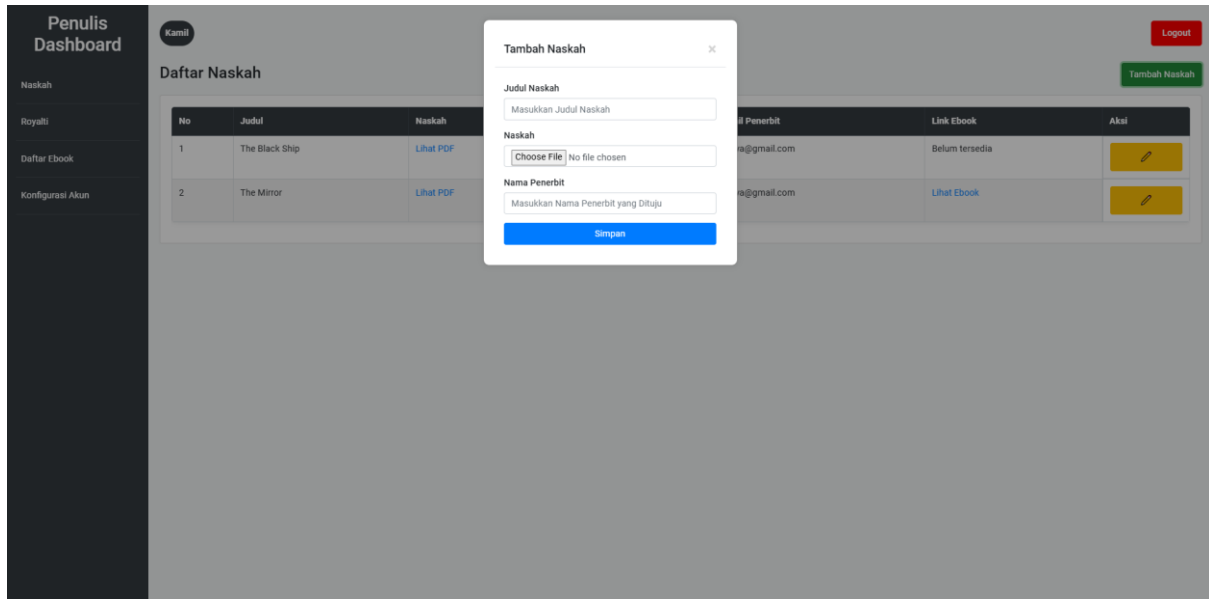 Penulis
Dashboard
Naskah
Royalti
Daftar Ebook
Konfigurasi Akun
Kamil
Logout
Daftar Naskah
Tambah Naskah
No Judul Naskah Penerbit Link Ebook Aksi
1 The Black Ship Lihat PDF @gmail.com Belum tersedia
2 The Mirror Lihat PDF @gmail.com Lihat Ebook
Tambah Naskah ×
Judul Naskah
Masukkan Judul Naskah
Naskah
Choose File No file chosen
Nama Penerbit
Masukkan Nama Penerbit yang Dituju
Simpan